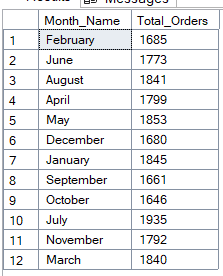 Messages
Month_Name Total_Orders
1 February 1685
2 June 1773
3 August 1841
4 April 1799
5 May 1853
6 December 1680
7 January 1845
8 September 1661
9 October 1646
10 July 1935
11 November 1792
12 March 1840